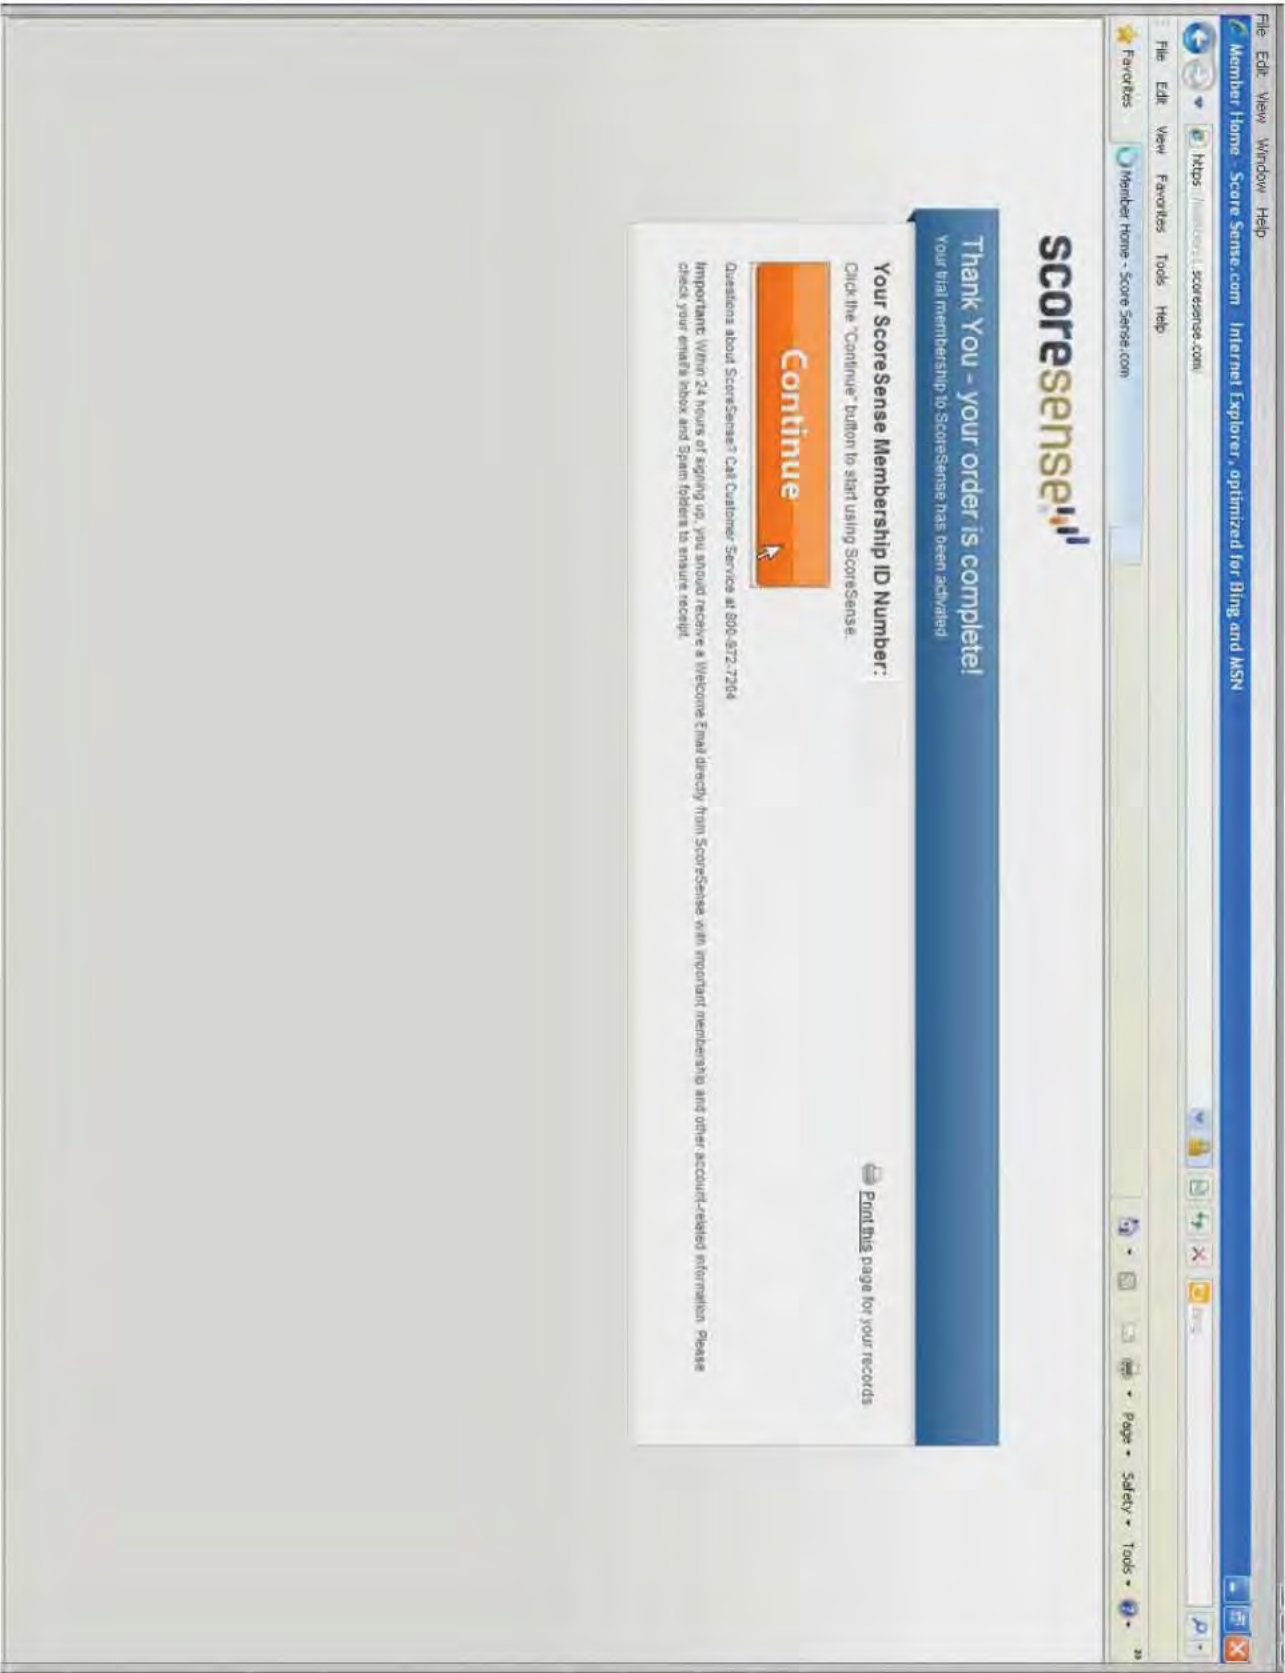 File Edit View Window Help
Member Home - Score Sense.com Internet Explorer, optimized for Bing and MSN
https scoresense.com/
Bing
File Edit View Favorites Tools Help
Favorites Member Home - Score Sense.com Page Safety Tools
scoresense
Thank You - your order is complete!
Your trial membership to ScoreSense has been activated
Your ScoreSense Membership ID Number:
Print this page for your records
Click the "Continue" button to start using ScoreSense.
Continue
Questions about ScoreSense? Call Customer Service at 800-972-7204
Important: Within 24 hours of signing up, you should receive a Welcome Email directly from ScoreSense with important membership and other account-related information. Please
check your email's Inbox and Spam folders to ensure receipt.